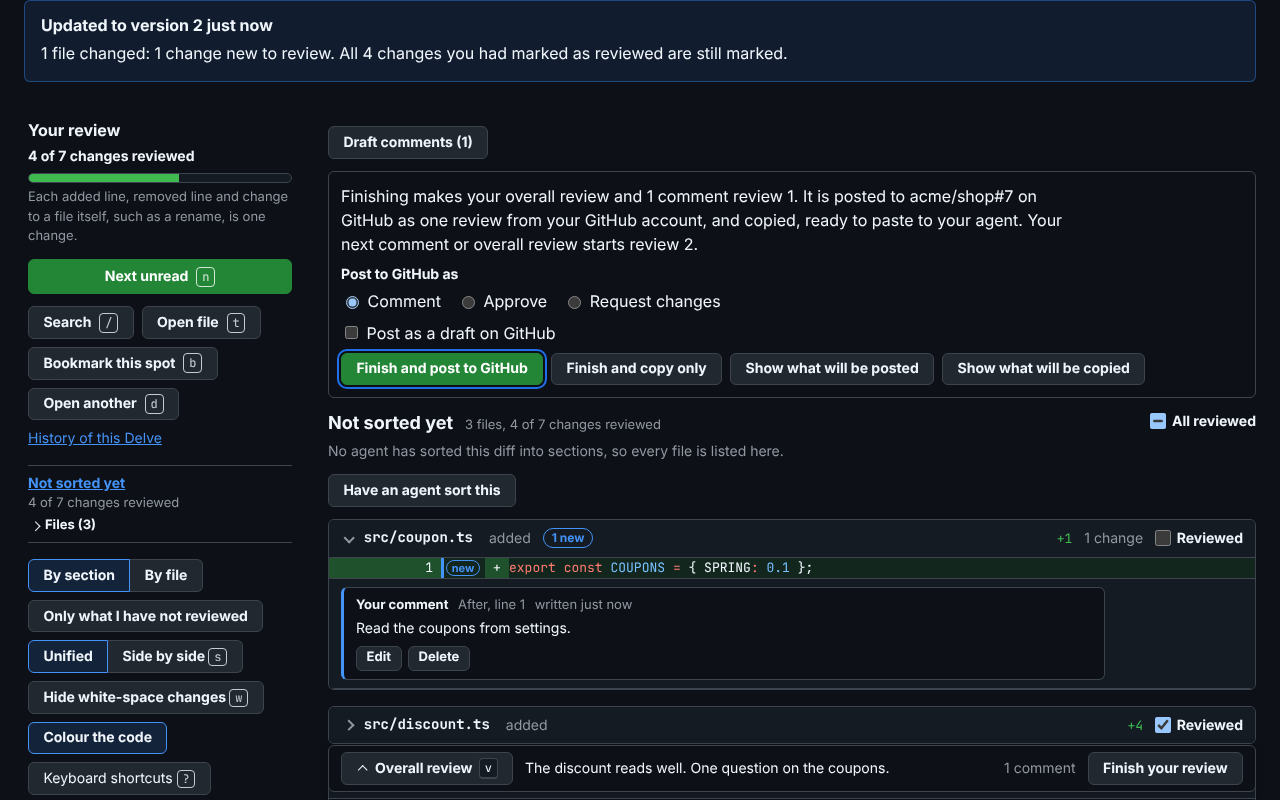 Updated to version 2 just now
1 file changed: 1 change new to review. All 4 changes you had marked as reviewed are still marked.
Your review
4 of 7 changes reviewed
Each added line, removed line and change
to a file itself, such as a rename, is one
change.
Next unread n
Search /
Open file t
Bookmark this spot b
Open another d
History of this Delve
Not sorted yet
4 of 7 changes reviewed
Files (3)
By section
By file
Only what I have not reviewed
Unified
Side by side s
Hide white-space changes w
Colour the code
Keyboard shortcuts ?
Draft comments (1)
Finishing makes your overall review and 1 comment review 1. It is posted to acme/shop#7 on
GitHub as one review from your GitHub account, and copied, ready to paste to your agent. Your
next comment or overall review starts review 2.
Post to GitHub as
Comment Approve Request changes
Post as a draft on GitHub
Finish and post to GitHub
Finish and copy only
Show what will be posted
Show what will be copied
Not sorted yet 3 files, 4 of 7 changes reviewed
All reviewed
No agent has sorted this diff into sections, so every file is listed here.
Have an agent sort this
src/coupon.ts added 1 new +1 1 change Reviewed
1 new + export const COUPONS = { SPRING: 0.1 };
Your comment After, line 1 written just now
Read the coupons from settings.
Edit Delete
src/discount.ts added +4 Reviewed
Overall review v The discount reads well. One question on the coupons. 1 comment Finish your review